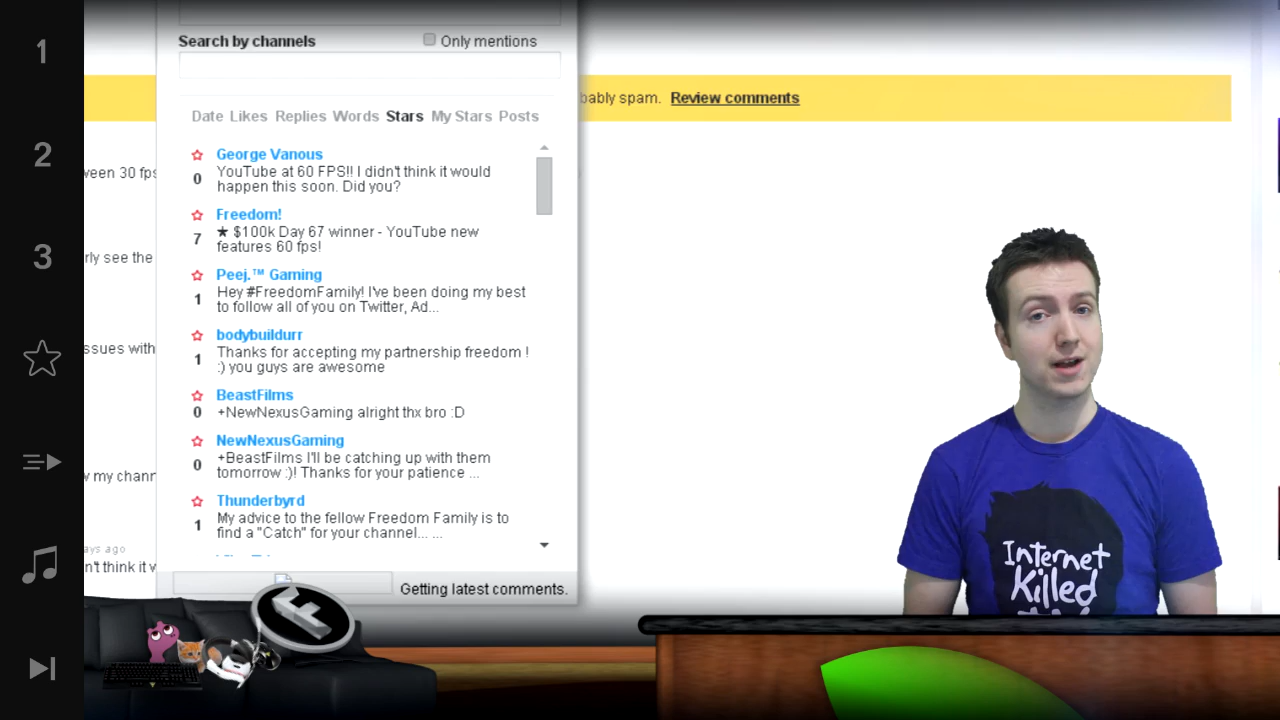 1
2
3
Search by channels
Only mentions
bably spam. Review comments
Date Likes Replies Words Stars My Stars Posts
George Vanous
0
YouTube at 60 FPS!! I didn't think it would
happen this soon. Did you?
Freedom!
7
★ $100k Day 67 winner - YouTube new
features 60 fps!
Peej.™ Gaming
1
Hey #FreedomFamily! I've been doing my best
to follow all of you on Twitter, Ad...
bodybuildurr
1
Thanks for accepting my partnership freedom !
:) you guys are awesome
BeastFilms
0
+NewNexusGaming alright thx bro :D
NewNexusGaming
0
+BeastFilms I'll be catching up with them
tomorrow :)! Thanks for your patience ...
Thunderbyrd
1
My advice to the fellow Freedom Family is to
find a "Catch" for your channel... ...
Getting latest comments.
veen 30 fps
rly see the
ssues with
my chann
ays ago
n't think it w
Internet
Killed